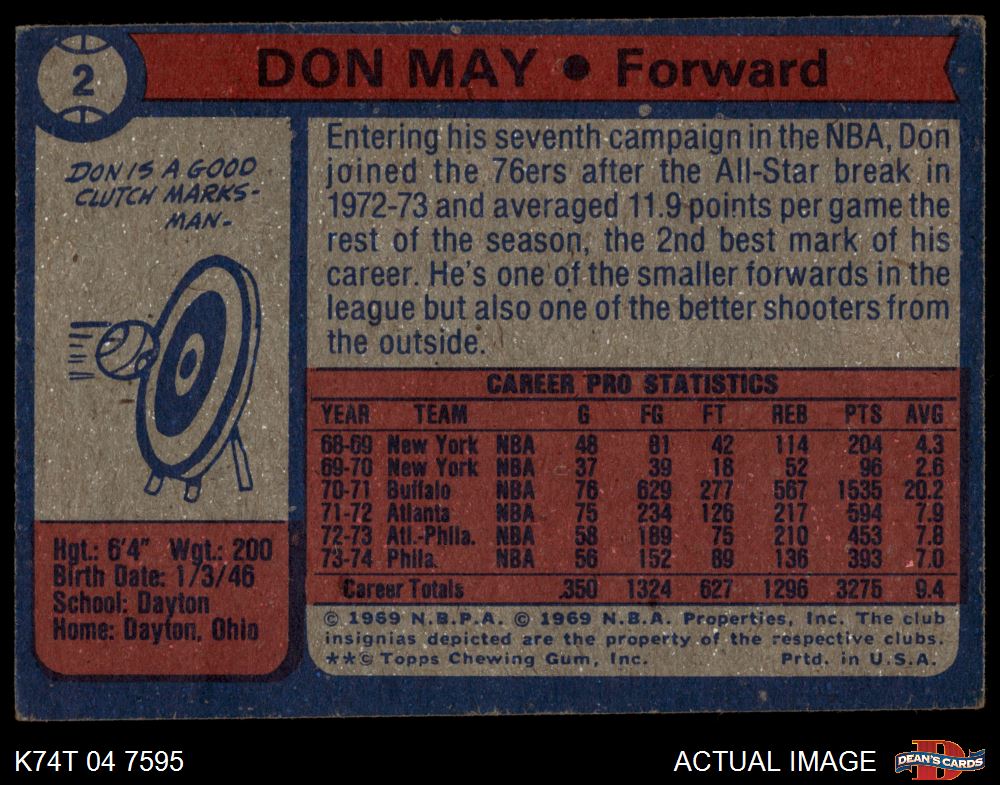 2
DON MAY ● Forward
DON IS A GOOD
CLUTCH MARKS-
MAN-
Entering his seventh campaign in the NBA, Don
joined the 76ers after the All-Star break in
1972-73 and averaged 11.9 points per game the
rest of the season, the 2nd best mark of his
career. He's one of the smaller forwards in the
league but also one of the better shooters from
the outside.
CAREER PRO STATISTICS
YEAR TEAM G FG FT REB PTS AVG
68-69 New York NBA 48 81 42 114 204 4.3
69-70 New York NBA 37 39 18 52 96 2.6
70-71 Buffalo NBA 76 629 277 567 1535 20.2
71-72 Atlanta NBA 75 234 126 217 594 7.9
72-73 Atl.-Phila. NBA 58 189 75 210 453 7.8
73-74 Phila. NBA 56 152 89 136 393 7.0
Career Totals 350 1324 627 1296 3275 9.4
Hgt.: 6'4" Wgt.: 200
Birth Date: 1/3/46
School: Dayton
Home: Dayton, Ohio
© 1969 N.B.P.A. © 1969 N.B.A. Properties, Inc. The club
insignias depicted are the property of the respective clubs.
**© Topps Chewing Gum, Inc. Prtd. in U.S.A.
K74T 04 7595
ACTUAL IMAGE
D
DEAN'S CARDS